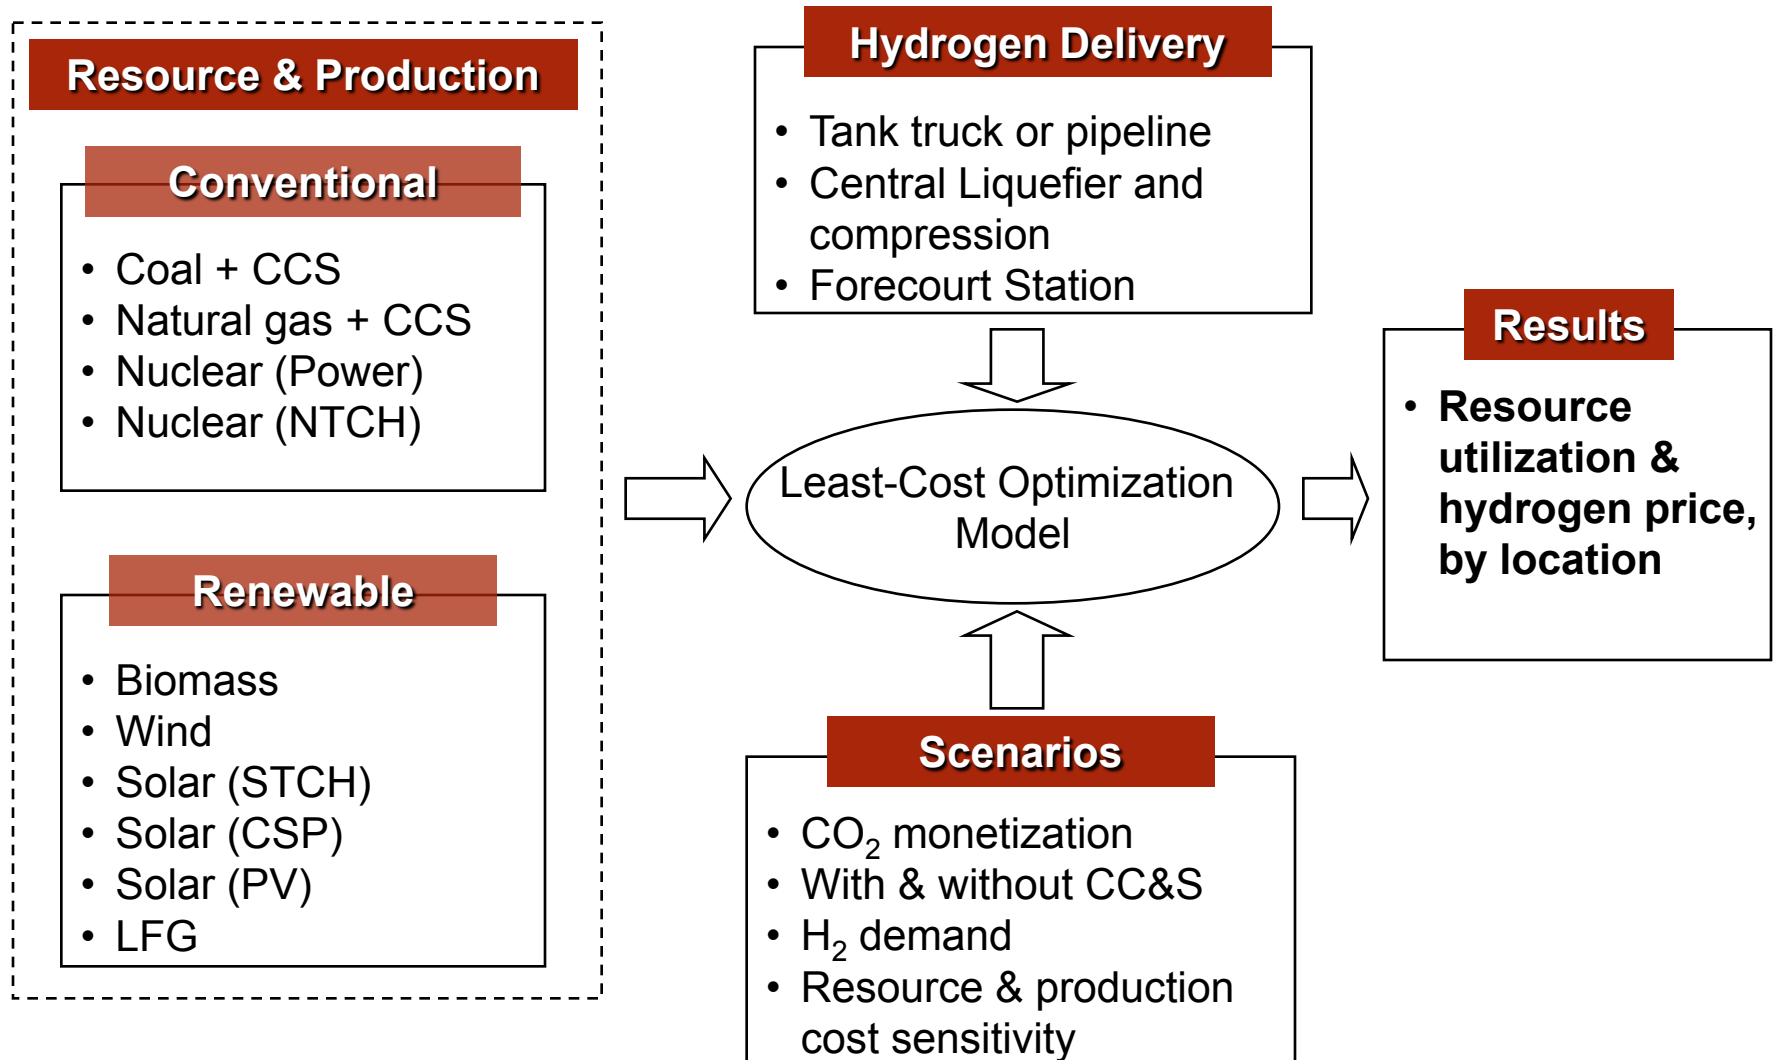 Resource & Production
Conventional
• Coal + CCS
• Natural gas + CCS
• Nuclear (Power)
• Nuclear (NTCH)
Renewable
• Biomass
• Wind
• Solar (STCH)
• Solar (CSP)
• Solar (PV)
• LFG
Hydrogen Delivery
• Tank truck or pipeline
• Central Liquefier and
compression
• Forecourt Station
Least-Cost Optimization
Model
Scenarios
• CO₂ monetization
• With & without CC&S
• H₂ demand
• Resource & production
cost sensitivity
Results
• Resource
utilization &
hydrogen price,
by location